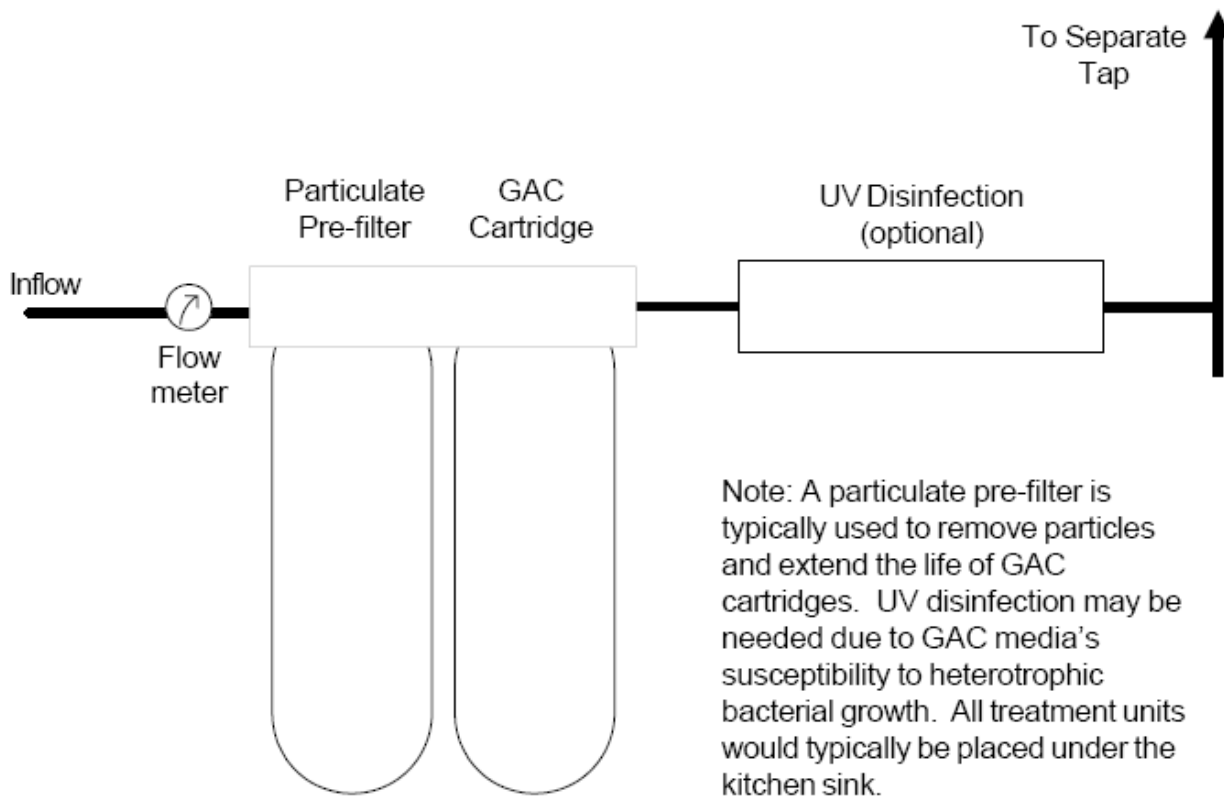 To Separate
Tap
Particulate
Pre-filter
GAC
Cartridge
UV Disinfection
(optional)
Inflow
Flow
meter
Note: A particulate pre-filter is
typically used to remove particles
and extend the life of GAC
cartridges.  UV disinfection may be
needed due to GAC media’s
susceptibility to heterotrophic
bacterial growth.  All treatment units
would typically be placed under the
kitchen sink.